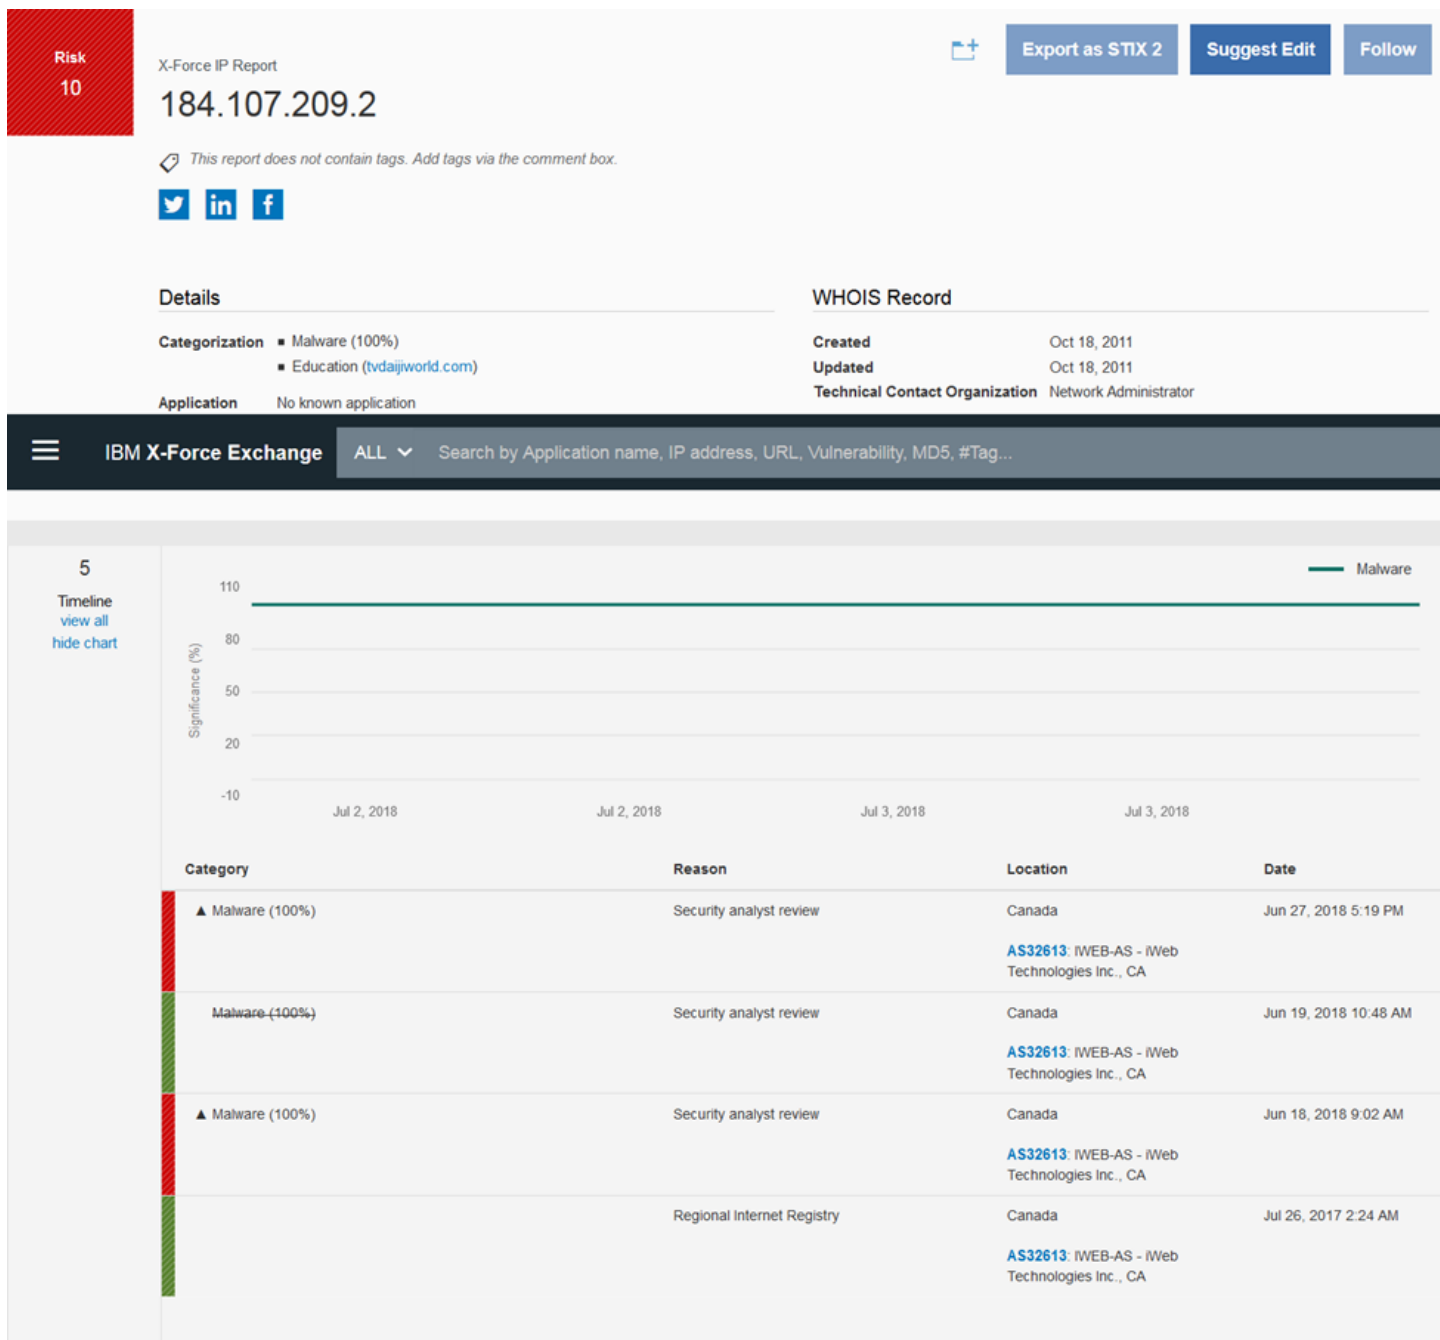 Risk
10
X-Force IP Report
184.107.209.2
Export as STIX 2
Suggest Edit
Follow
This report does not contain tags. Add tags via the comment box.
Details
Categorization
Malware (100%)
Education (tvdaijiworld.com)
Application No known application
WHOIS Record
Created Oct 18, 2011
Updated Oct 18, 2011
Technical Contact Organization Network Administrator
IBM X-Force Exchange
ALL
Search by Application name, IP address, URL, Vulnerability, MD5, #Tag...
5
Timeline
view all
hide chart
Malware
Significance (%)
110
80
50
20
-10
Jul 2, 2018 Jul 2, 2018 Jul 3, 2018 Jul 3, 2018
Category Reason Location Date
▲ Malware (100%) Security analyst review Canada Jun 27, 2018 5:19 PM
AS32613: IWEB-AS - iWeb
Technologies Inc., CA
Malware (100%) Security analyst review Canada Jun 19, 2018 10:48 AM
AS32613: IWEB-AS - iWeb
Technologies Inc., CA
▲ Malware (100%) Security analyst review Canada Jun 18, 2018 9:02 AM
AS32613: IWEB-AS - iWeb
Technologies Inc., CA
Regional Internet Registry Canada Jul 26, 2017 2:24 AM
AS32613: IWEB-AS - iWeb
Technologies Inc., CA